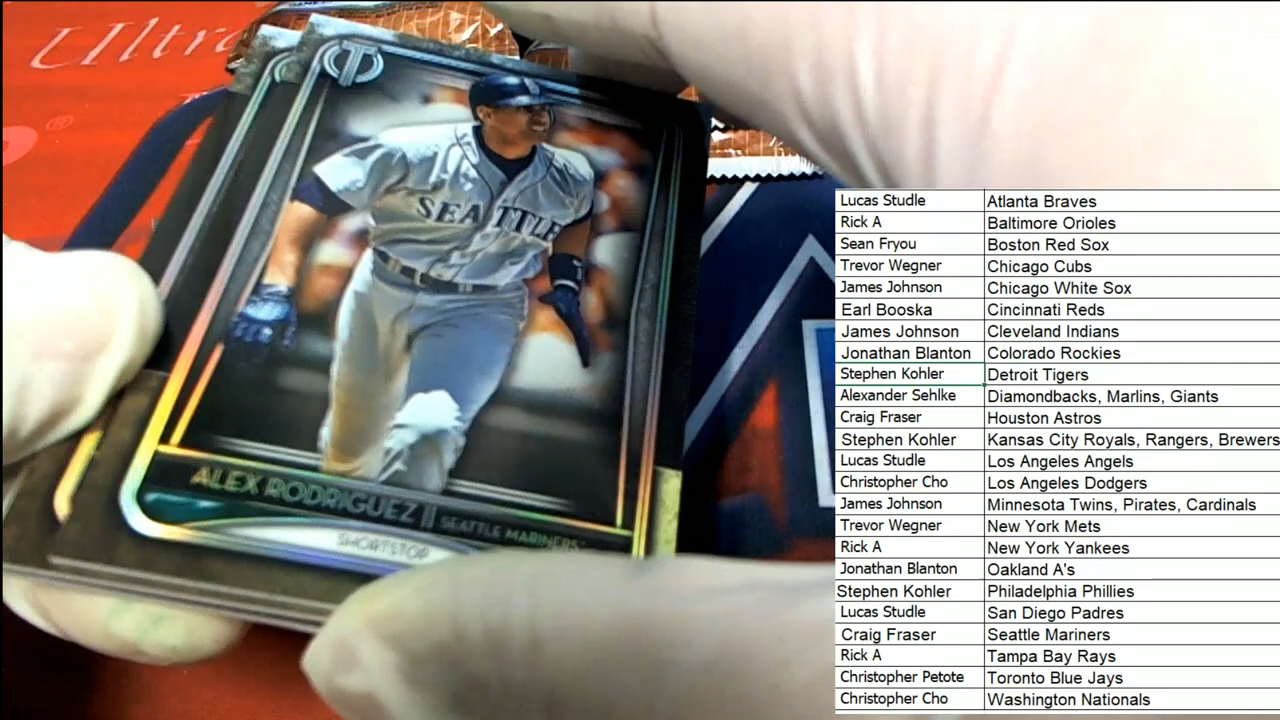 Ultra
®
SEATTLE
ALEX RODRIGUEZ || SEATTLE MARINERS™
SHORTSTOP
Lucas Studle Atlanta Braves
Rick A Baltimore Orioles
Sean Fryou Boston Red Sox
Trevor Wegner Chicago Cubs
James Johnson Chicago White Sox
Earl Booska Cincinnati Reds
James Johnson Cleveland Indians
Jonathan Blanton Colorado Rockies
Stephen Kohler Detroit Tigers
Alexander Sehlke Diamondbacks, Marlins, Giants
Craig Fraser Houston Astros
Stephen Kohler Kansas City Royals, Rangers, Brewers
Lucas Studle Los Angeles Angels
Christopher Cho Los Angeles Dodgers
James Johnson Minnesota Twins, Pirates, Cardinals
Trevor Wegner New York Mets
Rick A New York Yankees
Jonathan Blanton Oakland A's
Stephen Kohler Philadelphia Phillies
Lucas Studle San Diego Padres
Craig Fraser Seattle Mariners
Rick A Tampa Bay Rays
Christopher Petote Toronto Blue Jays
Christopher Cho Washington Nationals